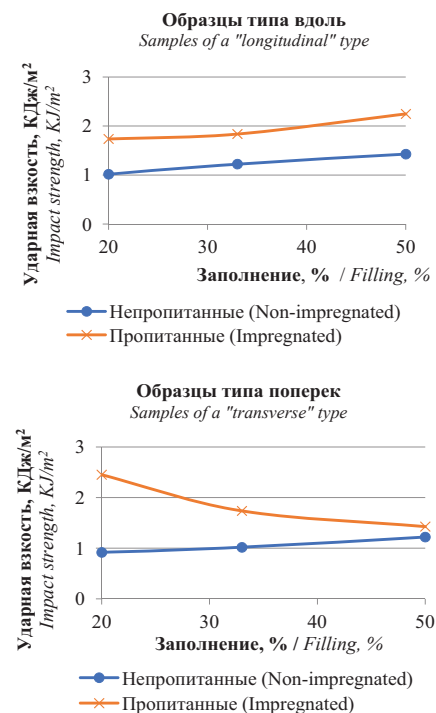 Образцы типа вдоль
Samples of a "longitudinal" type
Ударная взкость, КДж/м²
Impact strength, KJ/m²
3
2
1
0
20
30
40
50
Заполнение, % / Filling, %
Непропитанные (Non-impregnated)
Пропитанные (Impregnated)
Образцы типа поперек
Samples of a "transverse" type
Ударная взкость, КДж/м²
Impact strength, KJ/m²
3
2
1
0
20
30
40
50
Заполнение, % / Filling, %
Непропитанные (Non-impregnated)
Пропитанные (Impregnated)